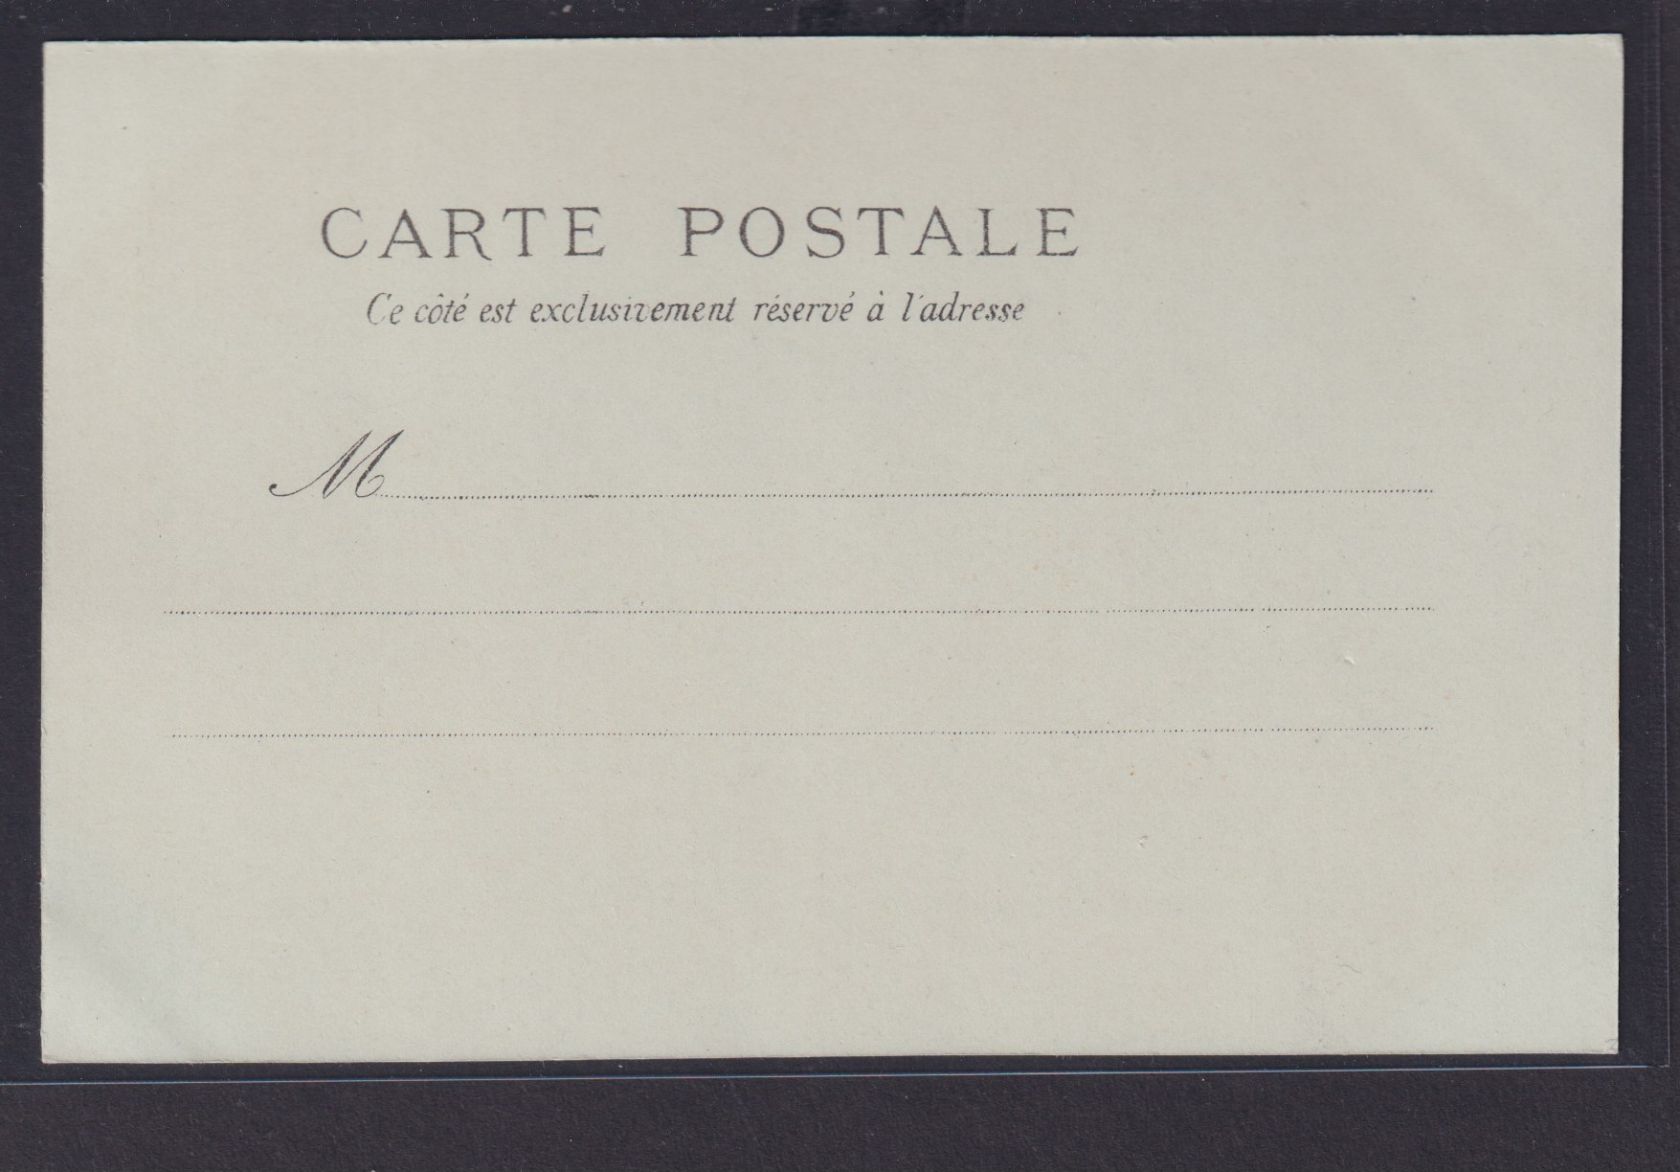 CARTE POSTALE
Ce côté est exclusivement réservé à l'adresse
M